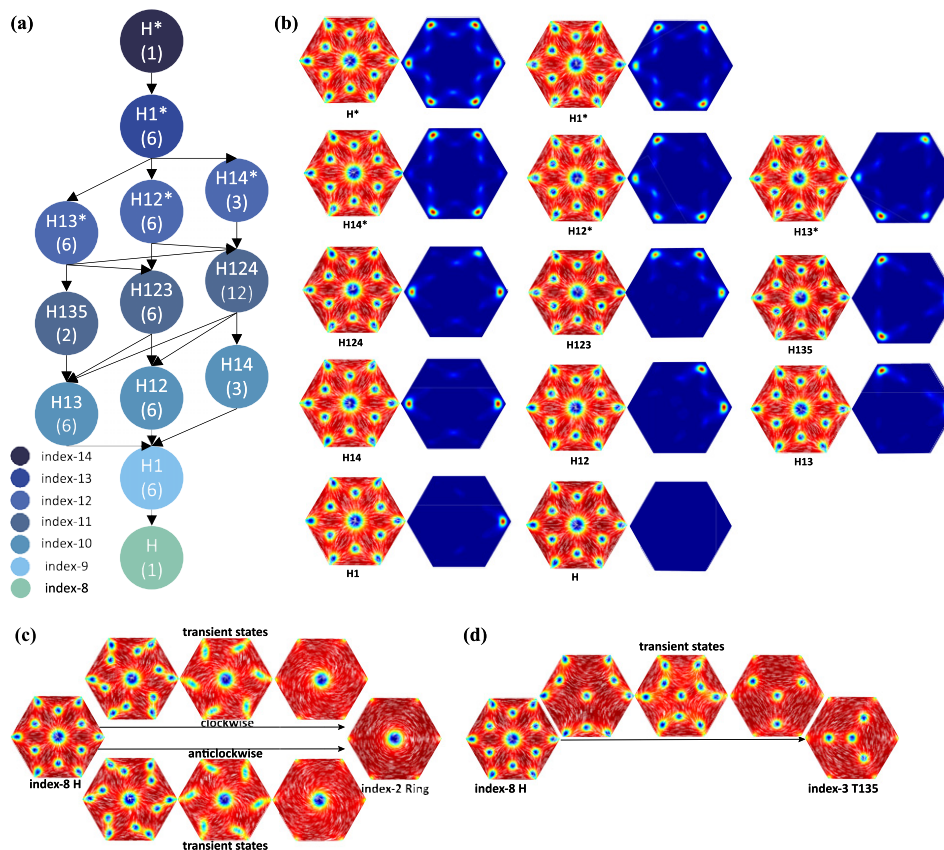 (a)
H*
(1)
H1*
(6)
H13*
(6)
H12*
(6)
H14*
(3)
H135
(2)
H123
(6)
H124
(12)
H13
(6)
H12
(6)
H14
(3)
H1
(6)
H
(1)
index-14
index-13
index-12
index-11
index-10
index-9
index-8
(b)
H*
H1*
H14*
H12*
H13*
H124
H123
H135
H14
H12
H13
H1
H
(c)
transient states
clockwise
anticlockwise
index-8 H
index-2 Ring
transient states
(d)
transient states
index-8 H
index-3 T135